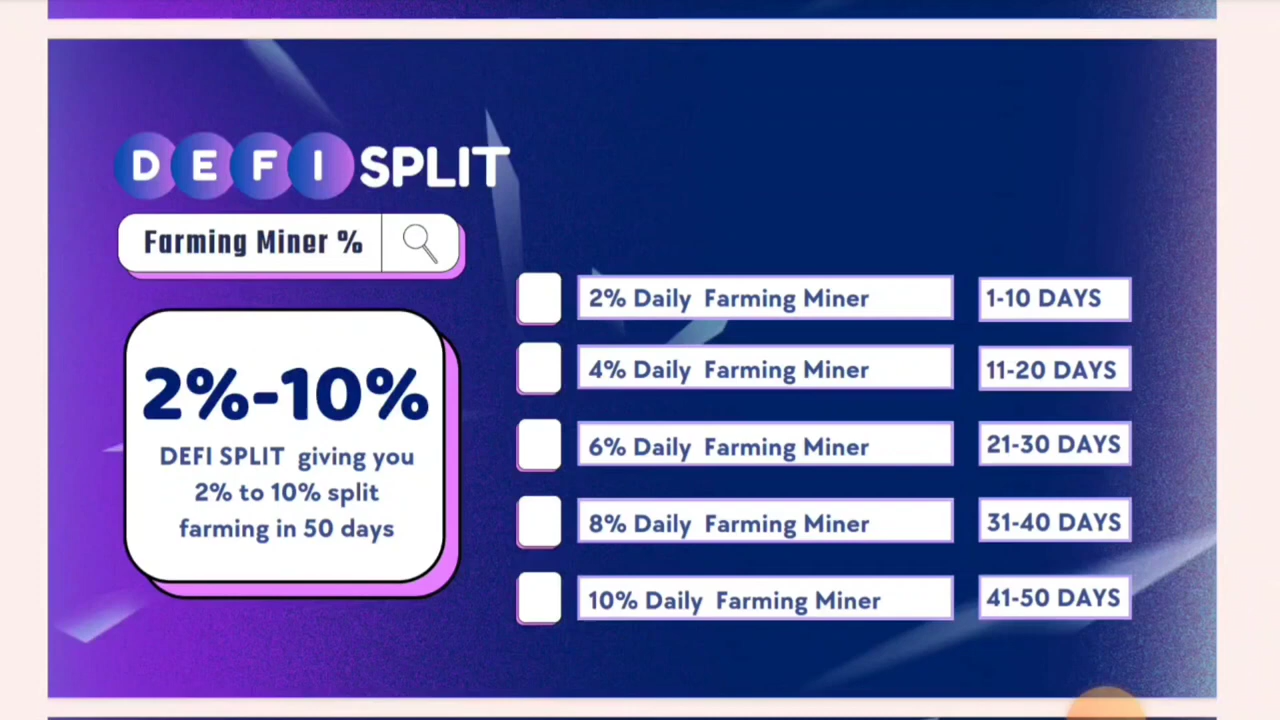 DEFI SPLIT
Farming Miner %
2%-10%
DEFI SPLIT giving you
2% to 10% split
farming in 50 days
2% Daily Farming Miner 1-10 DAYS
4% Daily Farming Miner 11-20 DAYS
6% Daily Farming Miner 21-30 DAYS
8% Daily Farming Miner 31-40 DAYS
10% Daily Farming Miner 41-50 DAYS